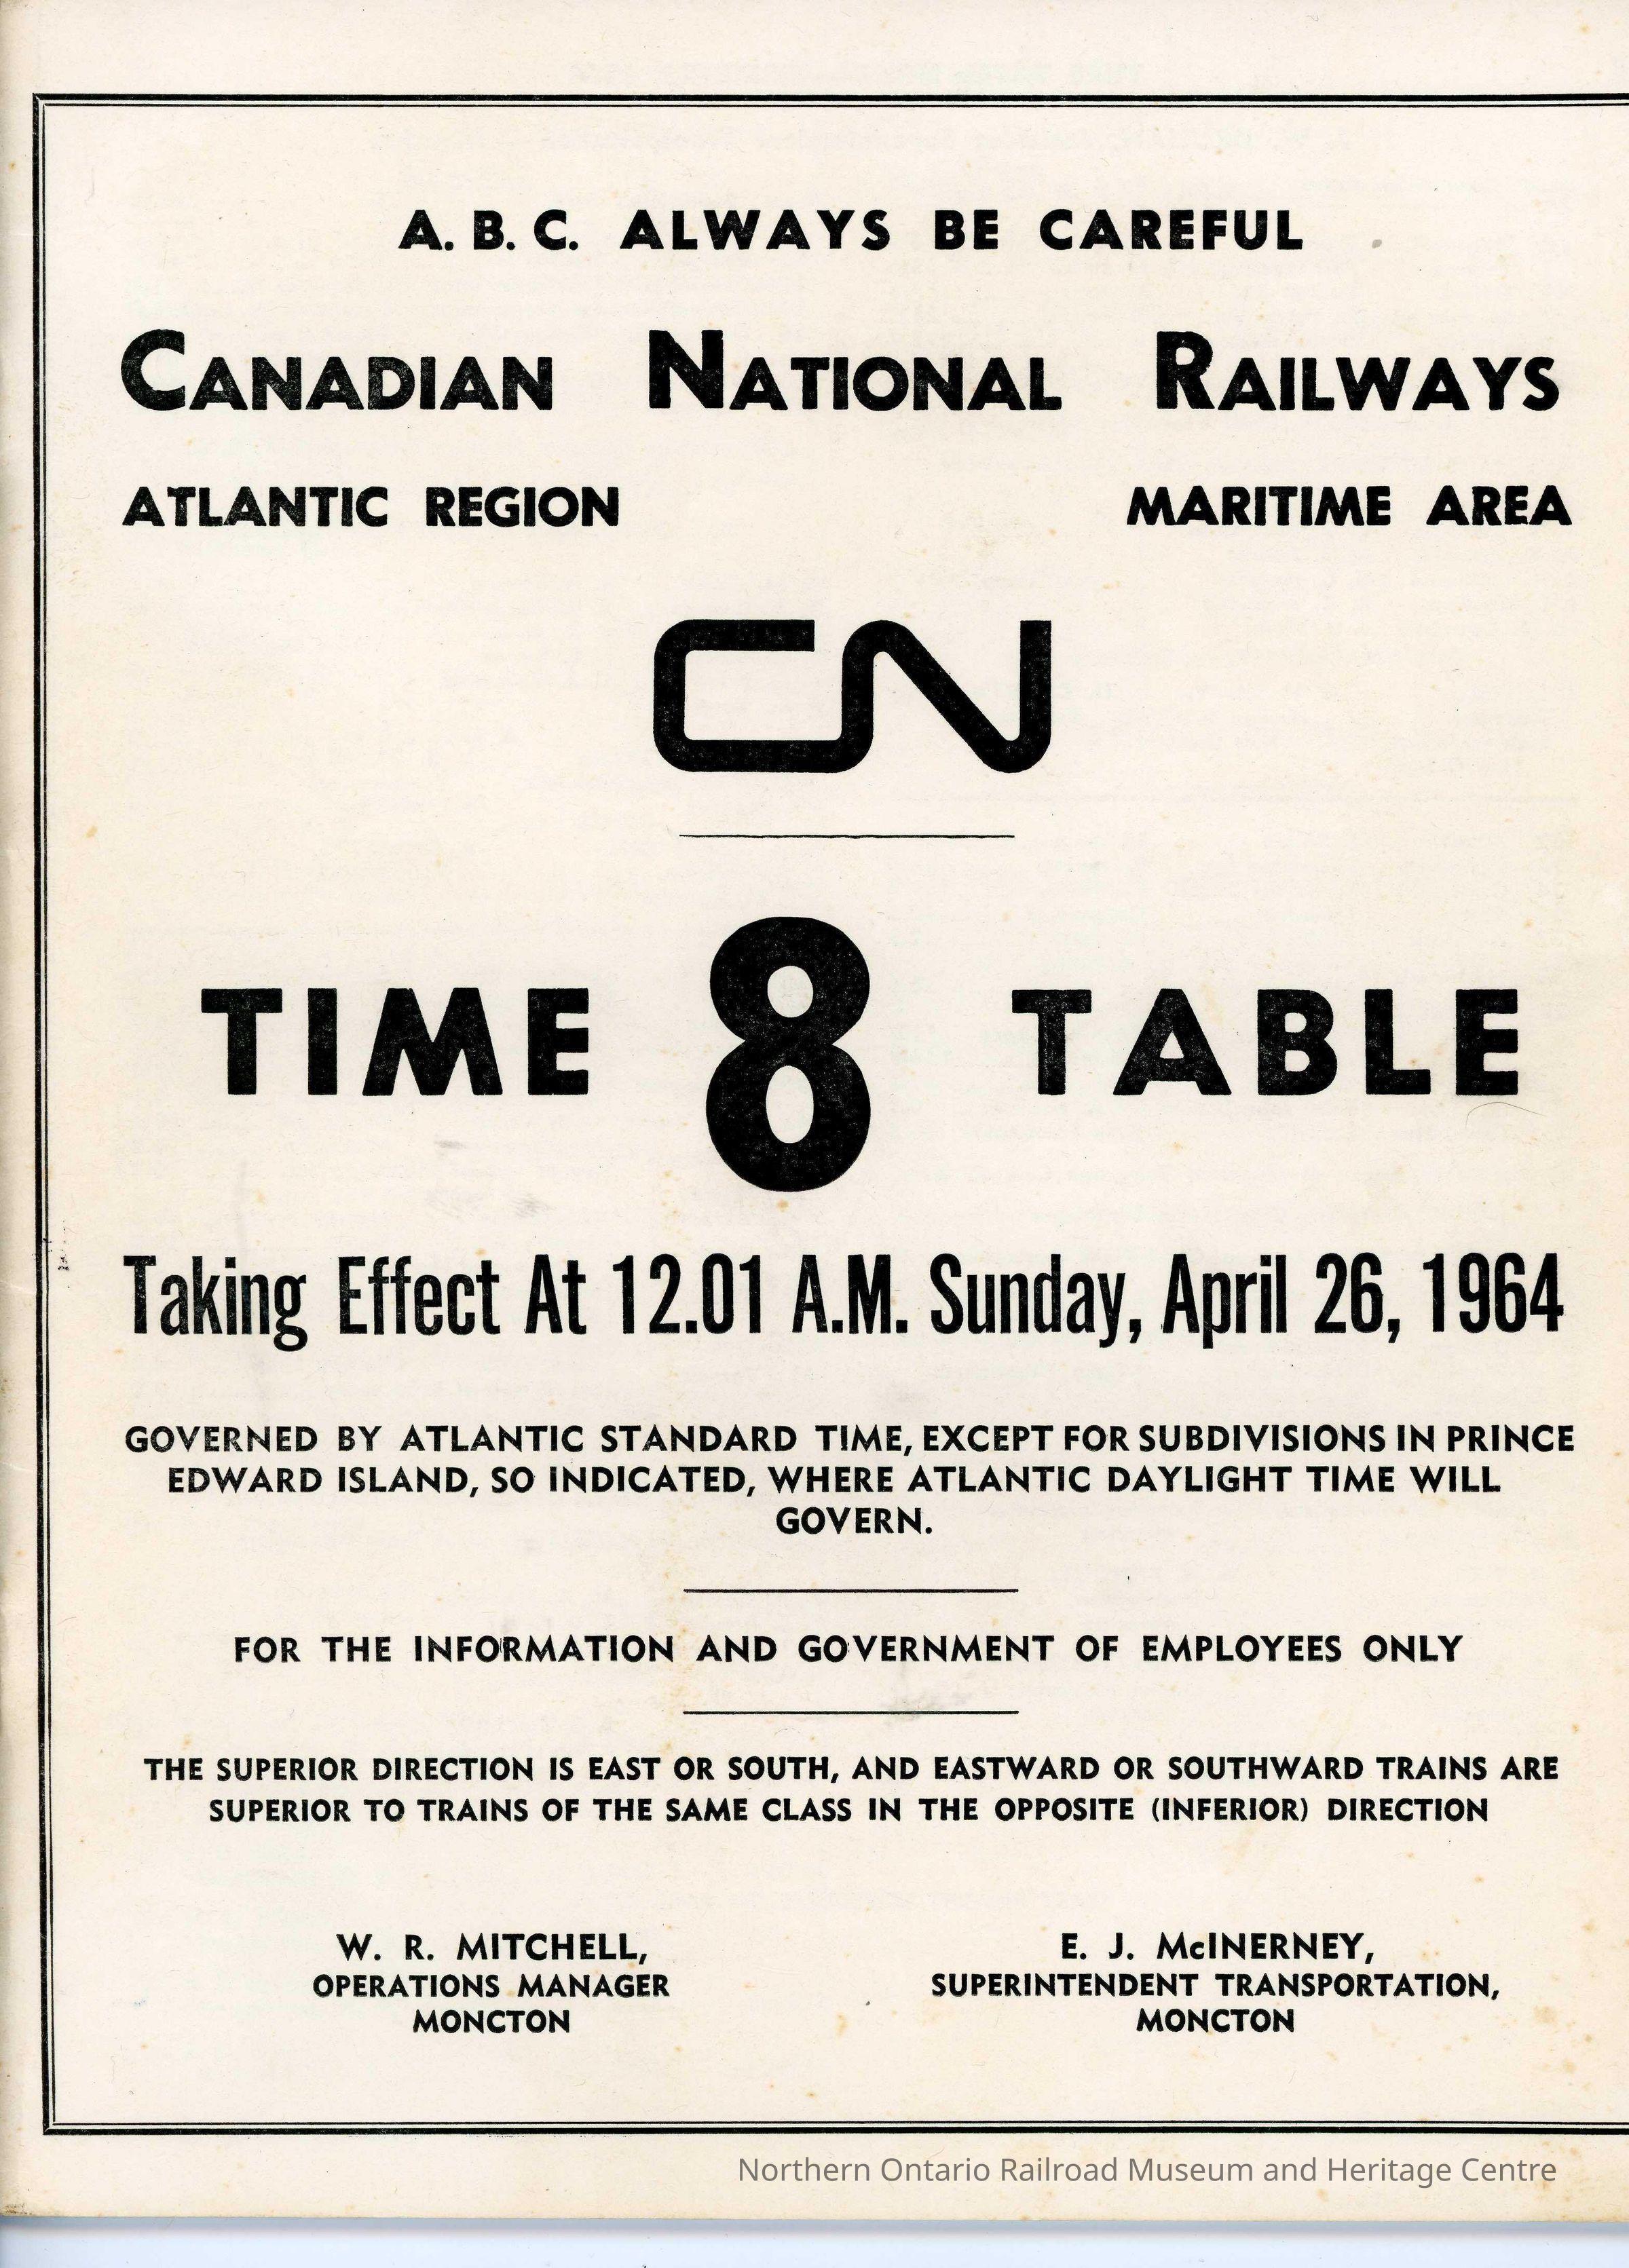 A. B. C. ALWAYS BE CAREFUL
CANADIAN NATIONAL RAILWAYS
ATLANTIC REGION MARITIME AREA
CN
TIME 8 TABLE
Taking Effect At 12.01 A.M. Sunday, April 26, 1964
GOVERNED BY ATLANTIC STANDARD TIME, EXCEPT FOR SUBDIVISIONS IN PRINCE
EDWARD ISLAND, SO INDICATED, WHERE ATLANTIC DAYLIGHT TIME WILL
GOVERN.
FOR THE INFORMATION AND GOVERNMENT OF EMPLOYEES ONLY
THE SUPERIOR DIRECTION IS EAST OR SOUTH, AND EASTWARD OR SOUTHWARD TRAINS ARE
SUPERIOR TO TRAINS OF THE SAME CLASS IN THE OPPOSITE (INFERIOR) DIRECTION
W. R. MITCHELL,
OPERATIONS MANAGER
MONCTON
E. J. McINERNEY,
SUPERINTENDENT TRANSPORTATION,
MONCTON
Northern Ontario Railroad Museum and Heritage Centre